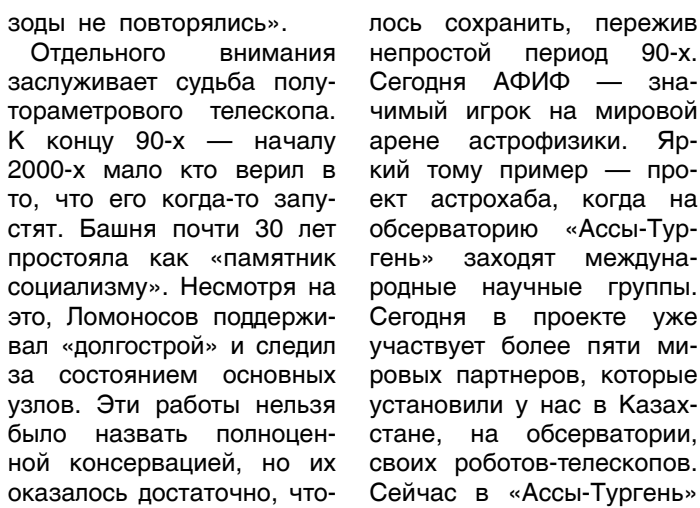 зоды не повторялись».
Отдельного внимания
заслуживает судьба полу-
тораметрового телескопа.
К концу 90-х — началу
2000-х мало кто верил в
то, что его когда-то запу-
стят. Башня почти 30 лет
простояла как «памятник
социализму». Несмотря на
это, Ломоносов поддержи-
вал «долгострой» и следил
за состоянием основных
узлов. Эти работы нельзя
было назвать полноцен-
ной консервацией, но их
оказалось достаточно, что-
лось сохранить, пережив
непростой период 90-х.
Сегодня АФИФ — зна-
чимый игрок на мировой
арене астрофизики. Яр-
кий тому пример — про-
ект астрохаба, когда на
обсерваторию «Ассы-Тур-
гень» заходят междуна-
родные научные группы.
Сегодня в проекте уже
участвует более пяти ми-
ровых партнеров, которые
установили у нас в Казах-
стане, на обсерватории,
своих роботов-телескопов.
Сейчас в «Ассы-Тургень»